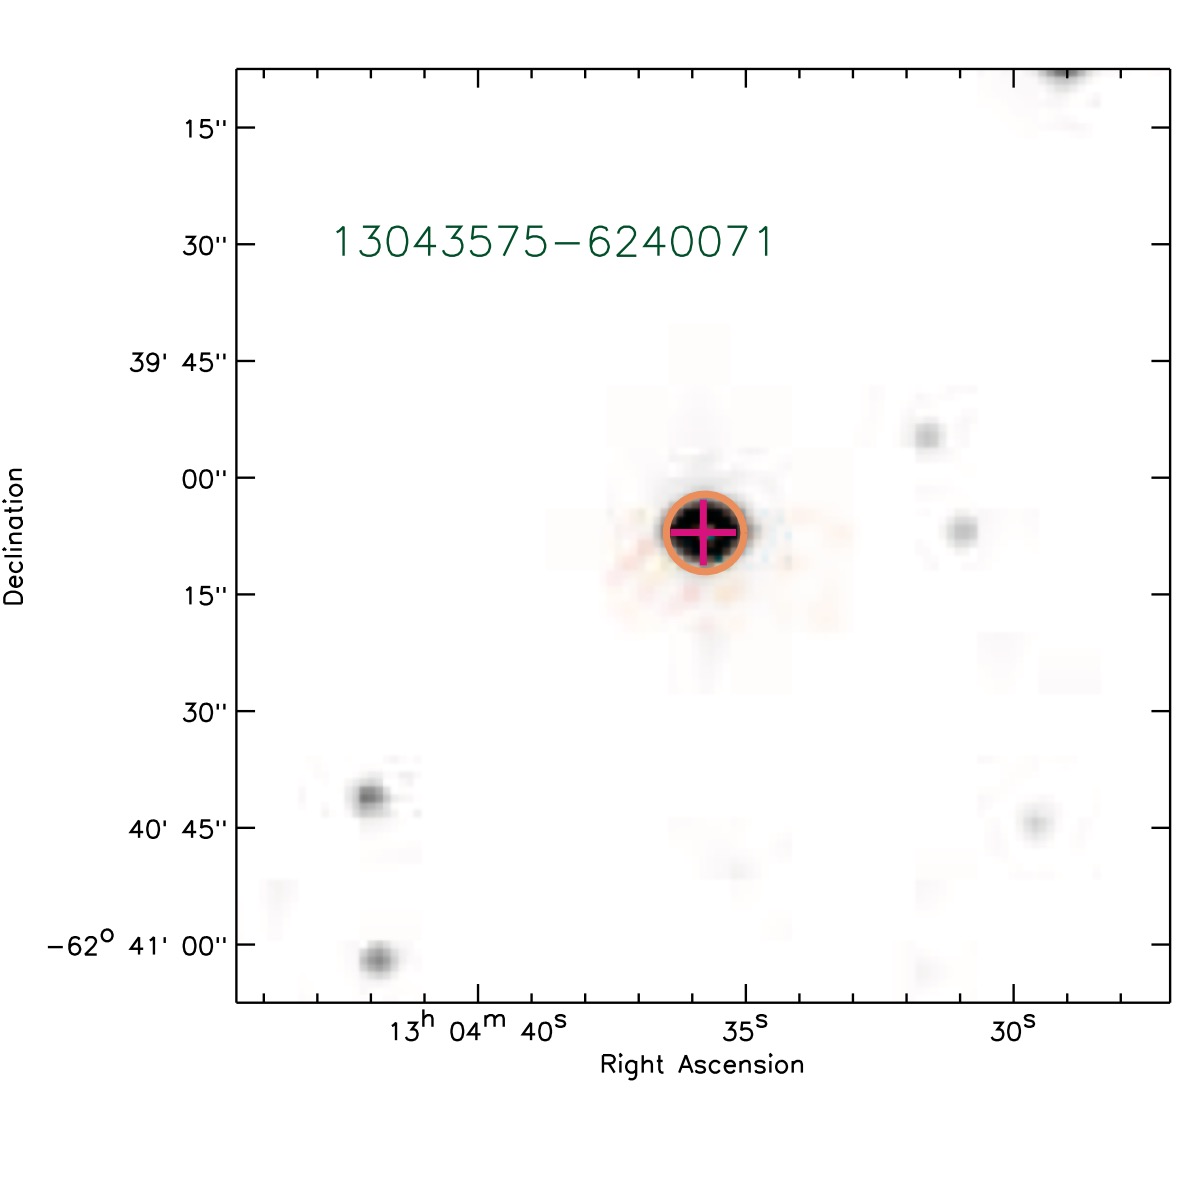 15"
13043575-6240071
30"
39' 45"
00"
15"
30"
40' 45"
-62° 41' 00"
Declination
13h 04m 40s
35s
30s
Right Ascension